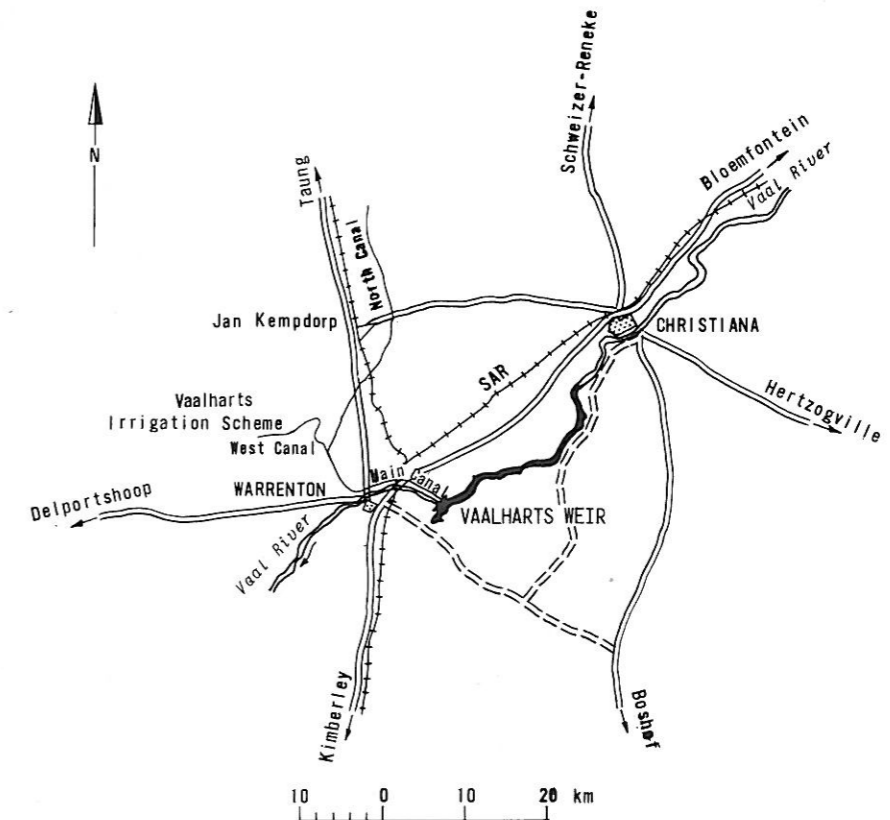 Schweizer-Reneke
Bloemfontein
Vaal River
N
Taung
North Canal
Jan Kempdorp
CHRISTIANA
SAR
Hertzogville
Vaalharts
Irrigation Scheme
West Canal
Main Canal
WARRENTON
Delportshoop
VAALHARTS WEIR
Vaal River
Kimberley
Boshof
10 0 10 20 km